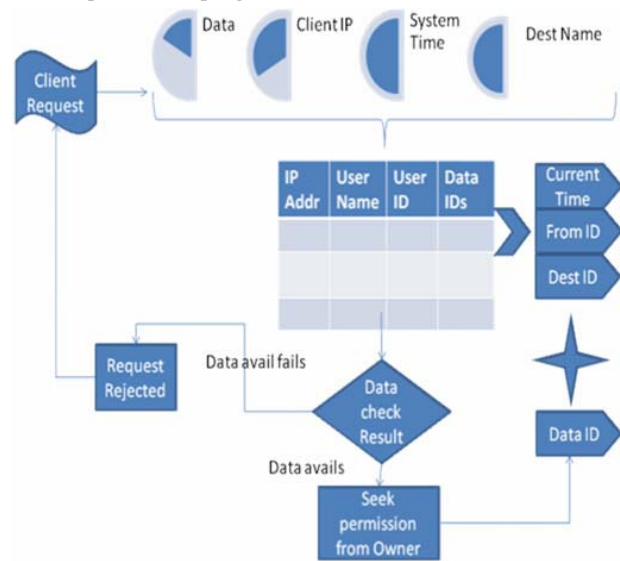 Data
Client IP
System
Time
Dest Name
Client
Request
IP
Addr
User
Name
User
ID
Data
IDs
Current
Time
From ID
Dest ID
Request
Rejected
Data avail fails
Data
check
Result
Data ID
Data avails
Seek
permission
from Owner